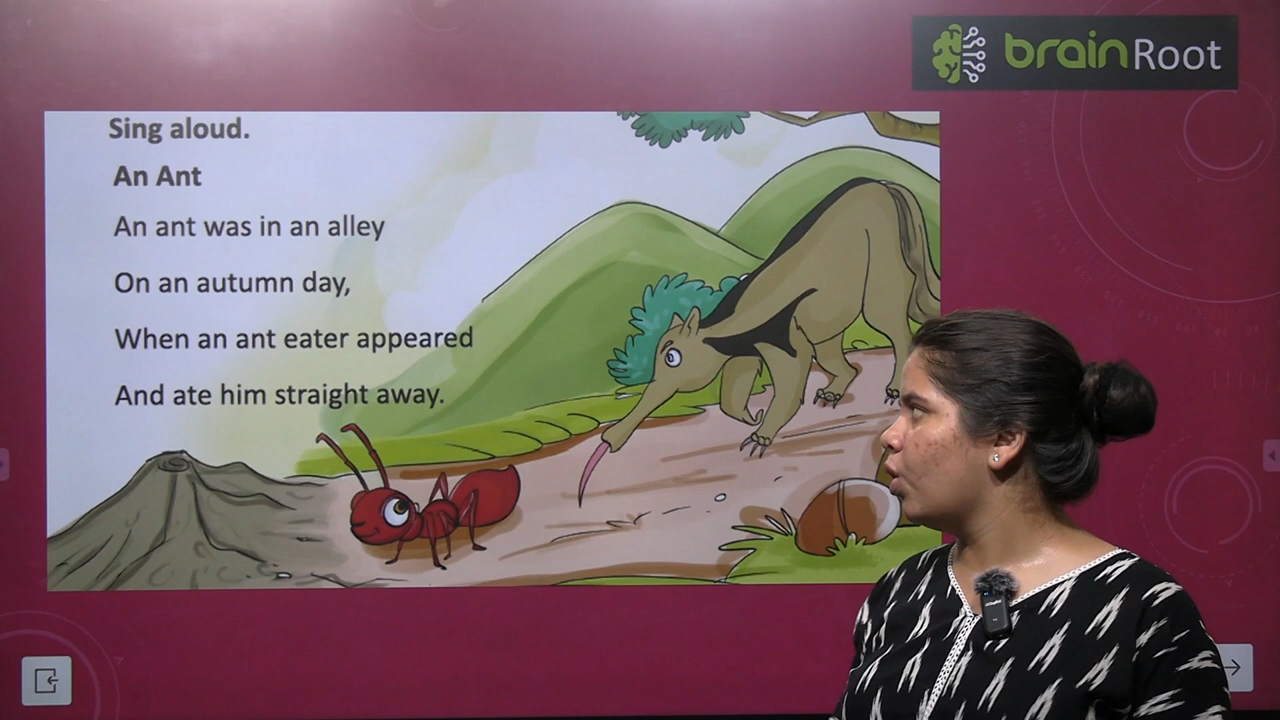 brainRoot
Sing aloud.
An Ant
An ant was in an alley
On an autumn day,
When an ant eater appeared
And ate him straight away.